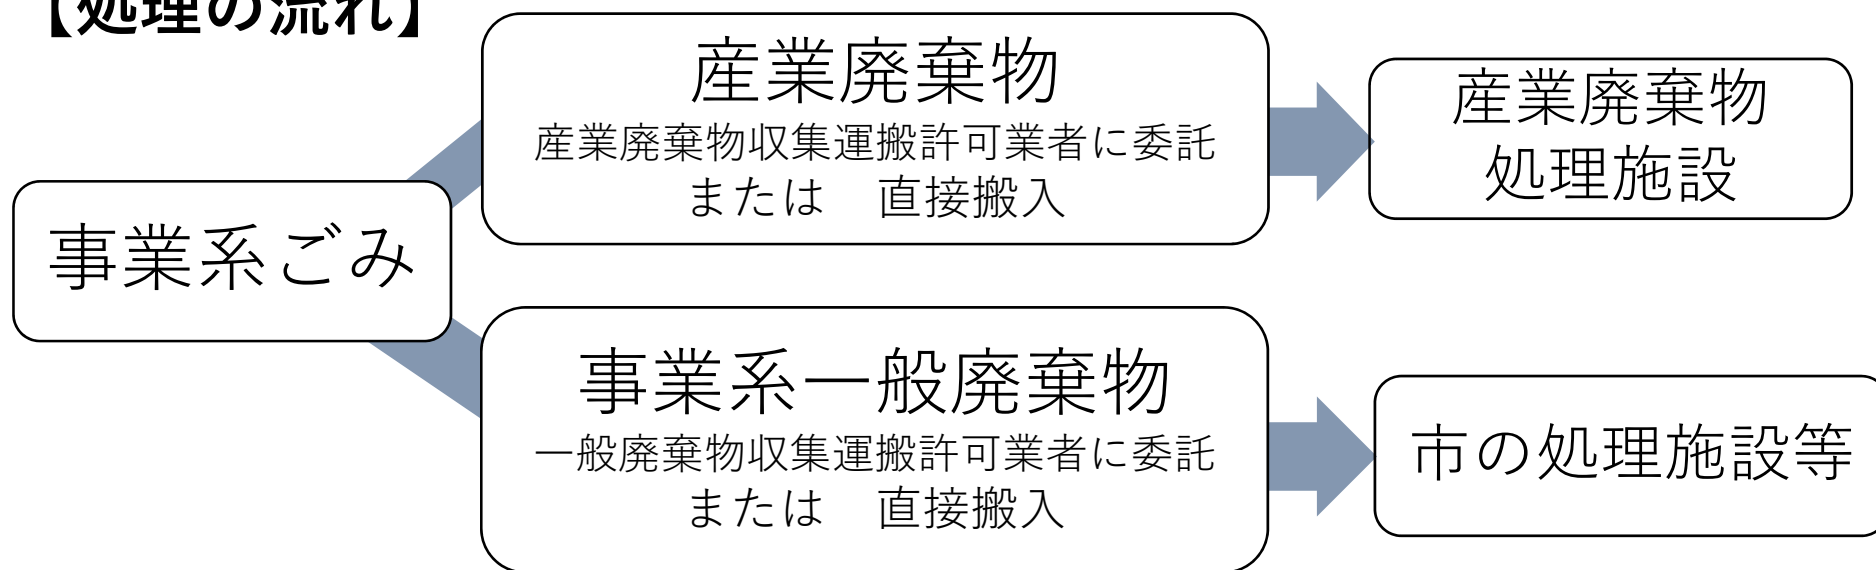 【処理の流れ】
事業系ごみ
産業廃棄物
産業廃棄物収集運搬許可業者に委託
または　直接搬入
産業廃棄物
処理施設
事業系一般廃棄物
一般廃棄物収集運搬許可業者に委託
または　直接搬入
市の処理施設等